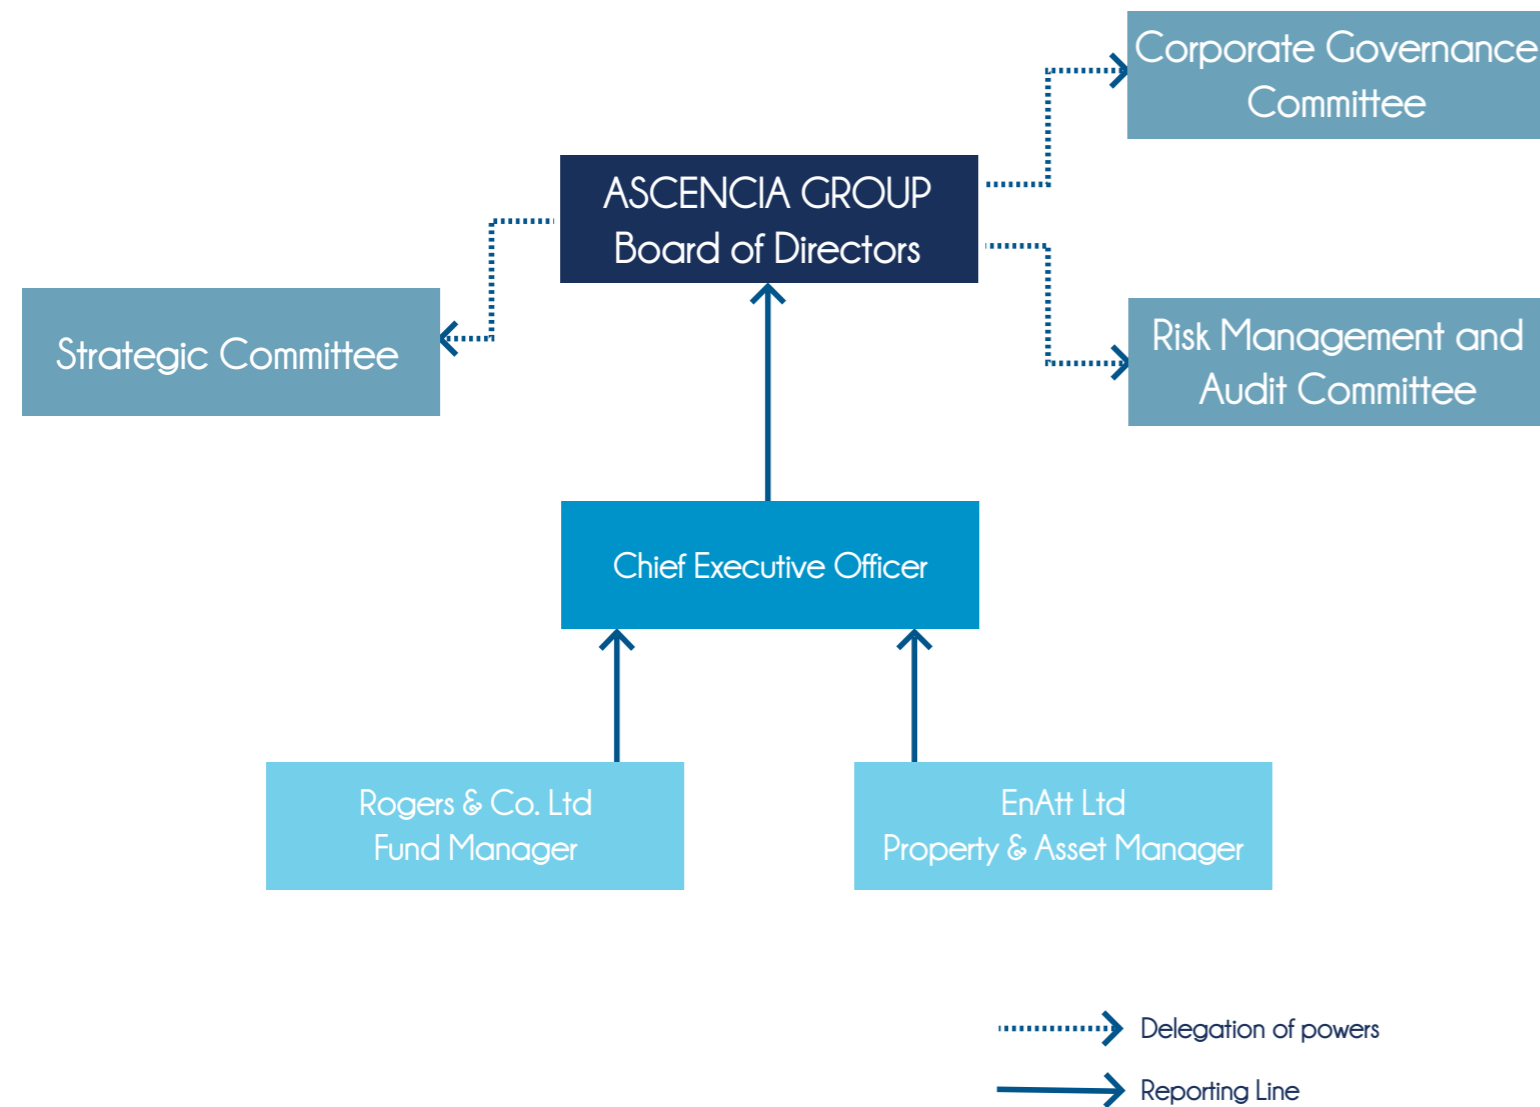 Corporate Governance
Committee
ASCENCIA GROUP
Board of Directors
Strategic Committee
Risk Management and
Audit Committee
Chief Executive Officer
Rogers & Co. Ltd
Fund Manager
EnAtt Ltd
Property & Asset Manager
Delegation of powers
Reporting Line